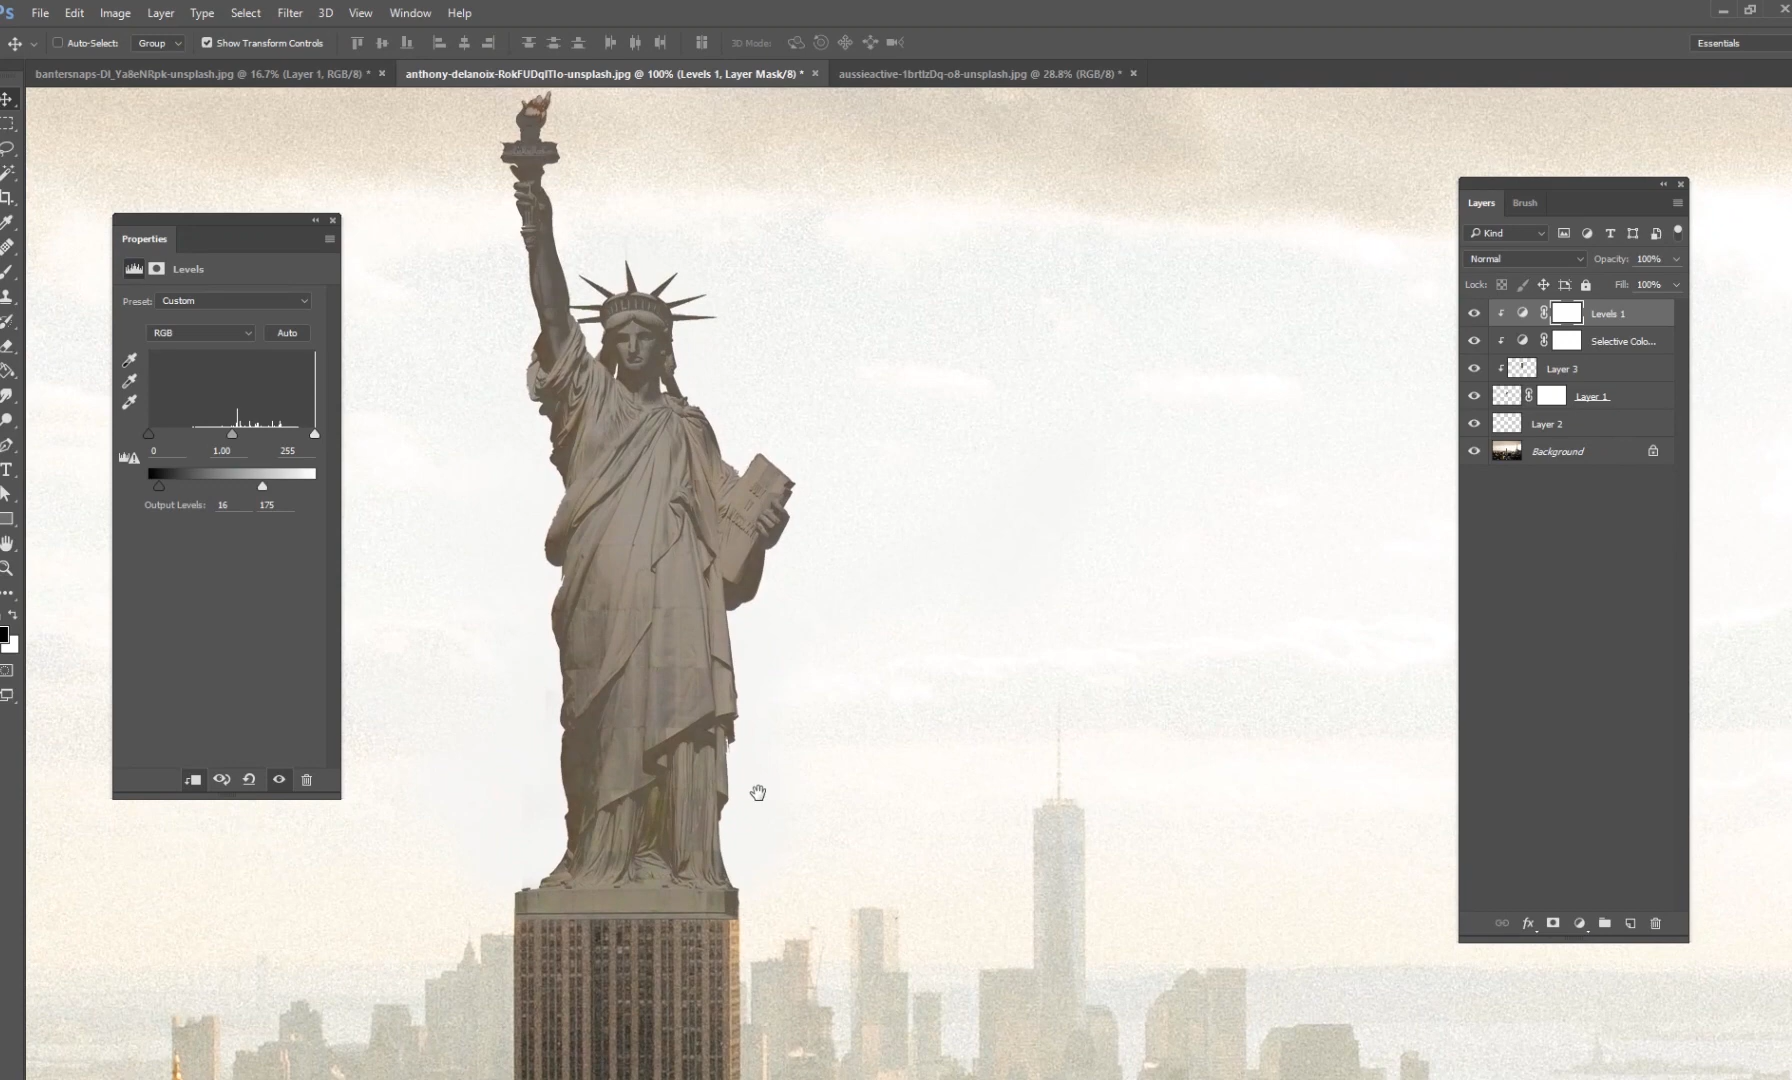 File Edit Image Layer Type Select Filter 3D View Window Help
Auto-Select: Group Show Transform Controls 3D Mode: Essentials
bantersnaps-DI_Ya8eNRpk-unsplash.jpg @ 16.7% (Layer 1, RGB/8) * anthony-delanoix-RokFUDqITIo-unsplash.jpg @ 100% (Levels 1, Layer Mask/8) * aussieactive-1brtlzDq-o8-unsplash.jpg @ 28.8% (RGB/8) *
Properties
Levels
Preset: Custom
RGB Auto
0 1.00 255
Output Levels: 16 175
Layers Brush
Kind
Normal Opacity: 100%
Lock: Fill: 100%
Levels 1
Selective Colo...
Layer 3
Layer 1
Layer 2
Background